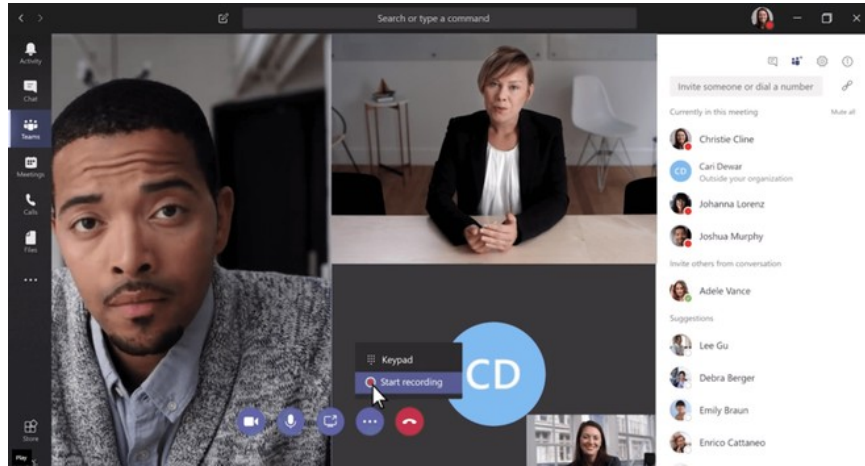 Search or type a command
Activity
Chat
Teams
Meetings
Calls
Files
Store
Play
Keypad
Start recording
CD
Invite someone or dial a number
Currently in this meeting
Mute all
Christie Cline
CD
Cari Dewar
Outside your organization
Johanna Lorenz
Joshua Murphy
Invite others from conversation
Adele Vance
Suggestions
Lee Gu
Debra Berger
Emily Braun
Enrico Cattaneo